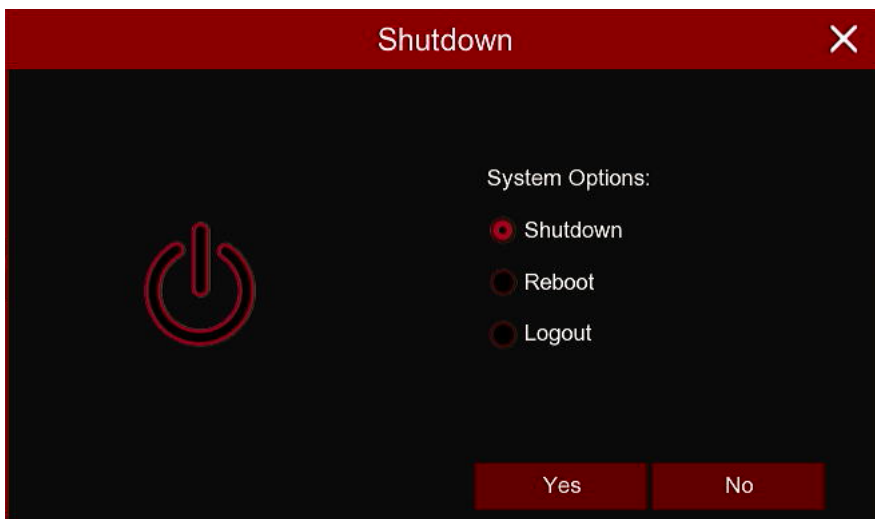 Shutdown
System Options:
Shutdown
Reboot
Logout
Yes No